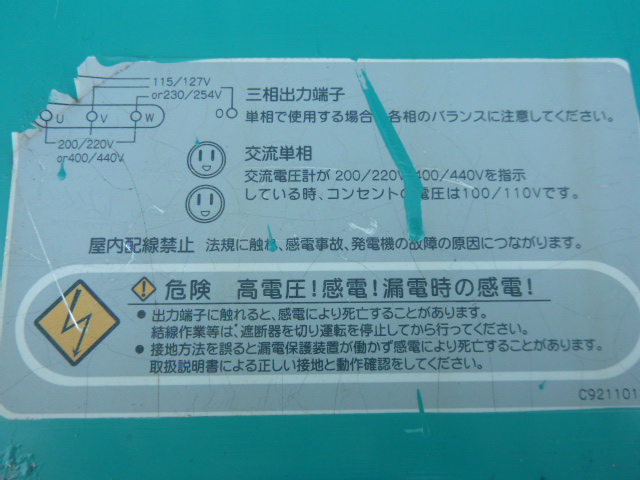 115/127V
or230/254V
三相出力端子
U V W O
単相で使用する場合 各相のバランスに注意してください。
200/220V
or400/440V
交流単相
交流電圧計が 200/220V 400/440Vを指示
している時、コンセントの電圧は100/110Vです。
屋内配線禁止 法規に触れ、感電事故、発電機の故障の原因につながります。
危険 高電圧!感電!漏電時の感電!
● 出力端子に触れると、感電により死亡することがあります。
結線作業等は、遮断器を切り運転を停止してから行ってください。
● 接地方法を誤ると漏電保護装置が働かず感電により死亡することがあります。
取扱説明書による正しい接地と動作確認をしてください。
C921101